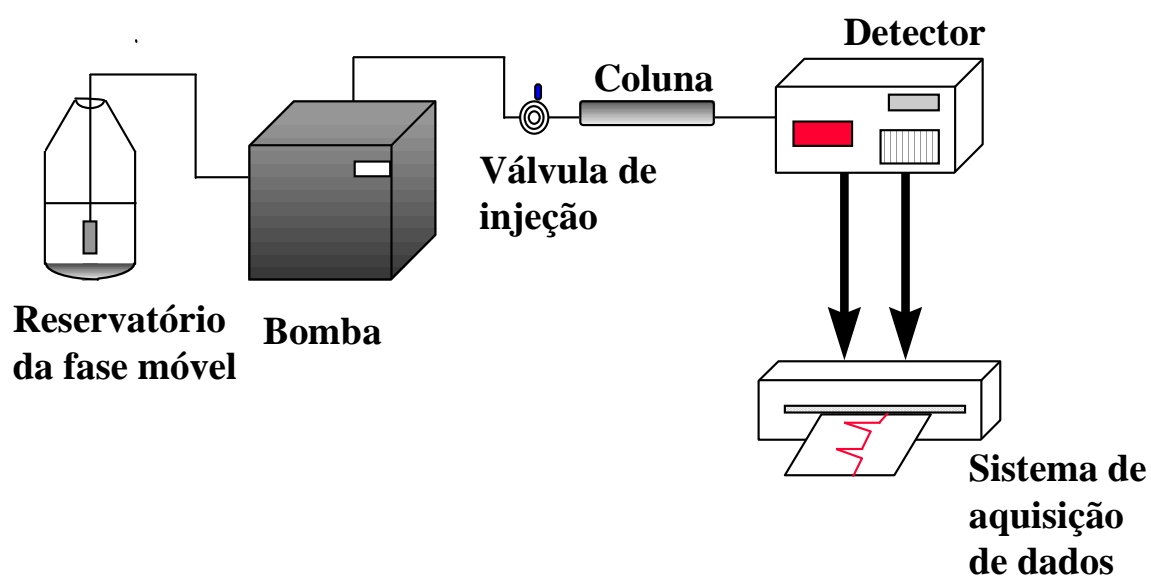 Detector
Coluna
Válvula de
injeção
Reservatório
da fase móvel
Bomba
Sistema de
aquisição
de dados